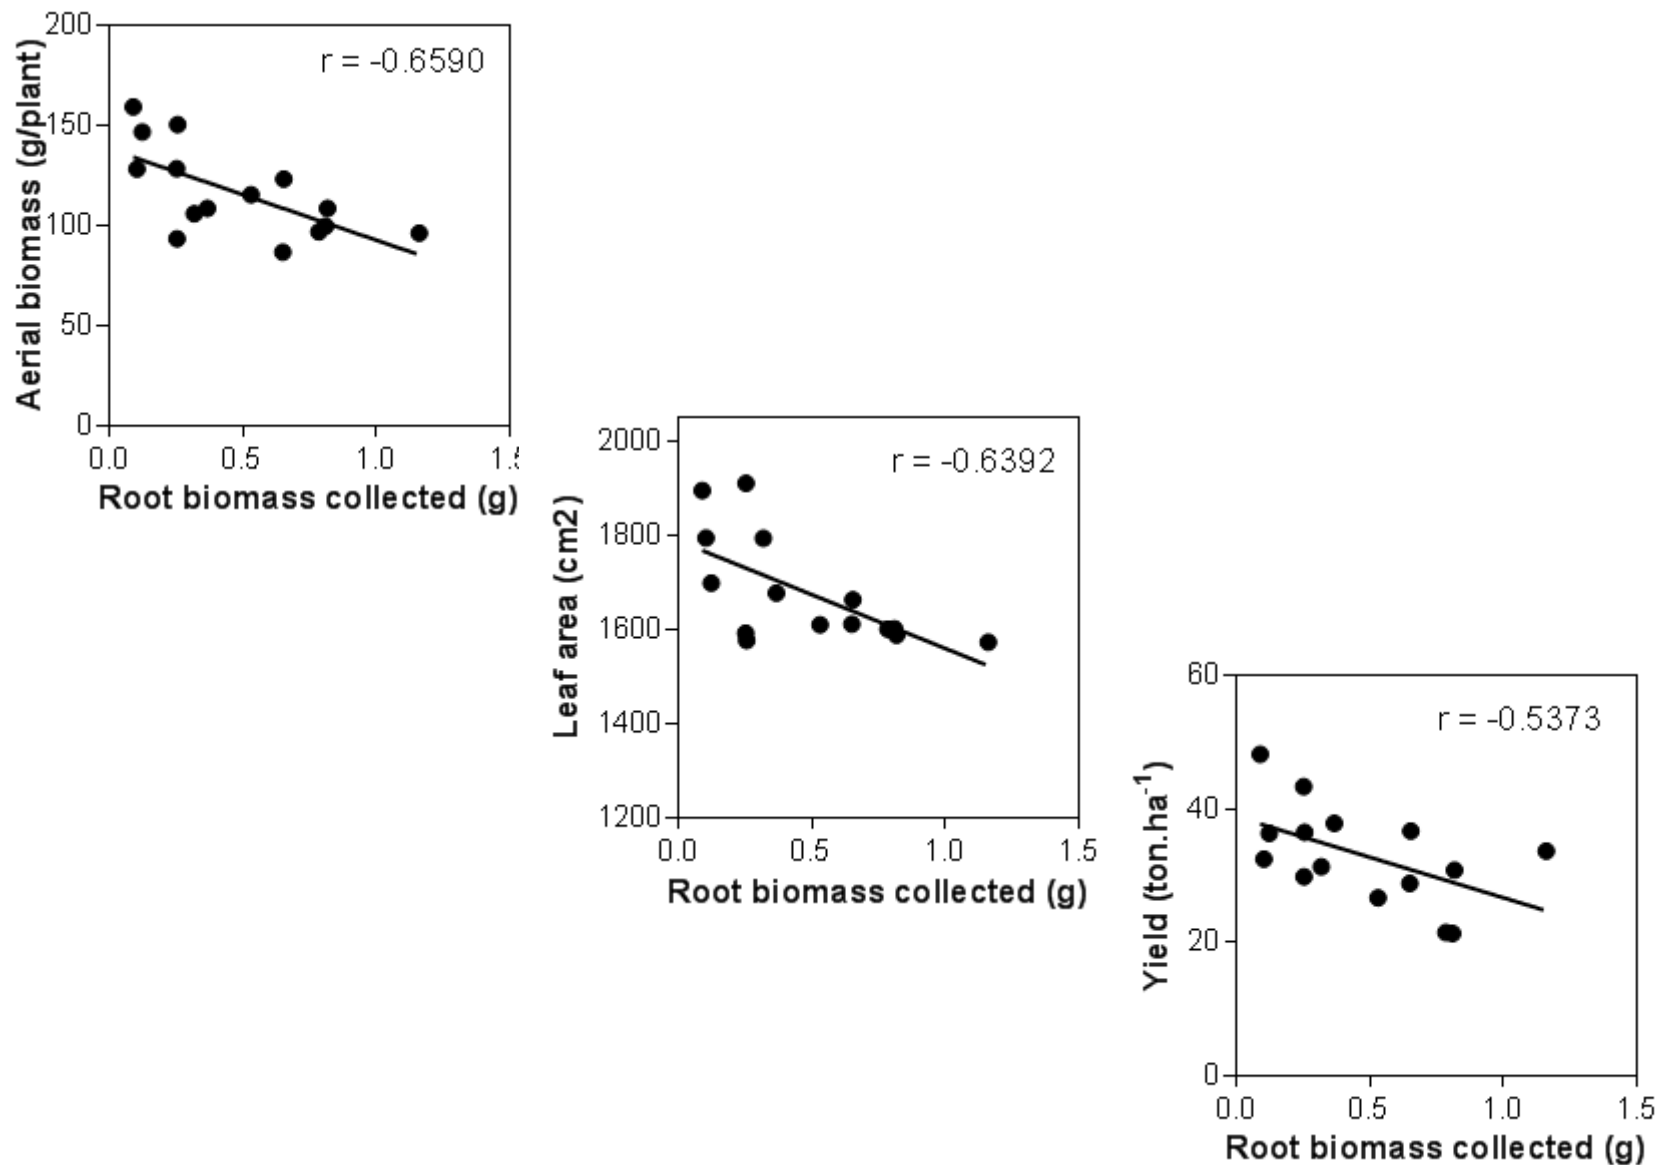 200
150
100
50
0
Aerial biomass (g/plant)
r = -0.6590
0.0 0.5 1.0 1.5
Root biomass collected (g)
2000
1800
1600
1400
1200
Leaf area (cm2)
r = -0.6392
0.0 0.5 1.0 1.5
Root biomass collected (g)
60
40
20
0
Yield (ton.ha⁻¹)
r = -0.5373
0.0 0.5 1.0 1.5
Root biomass collected (g)